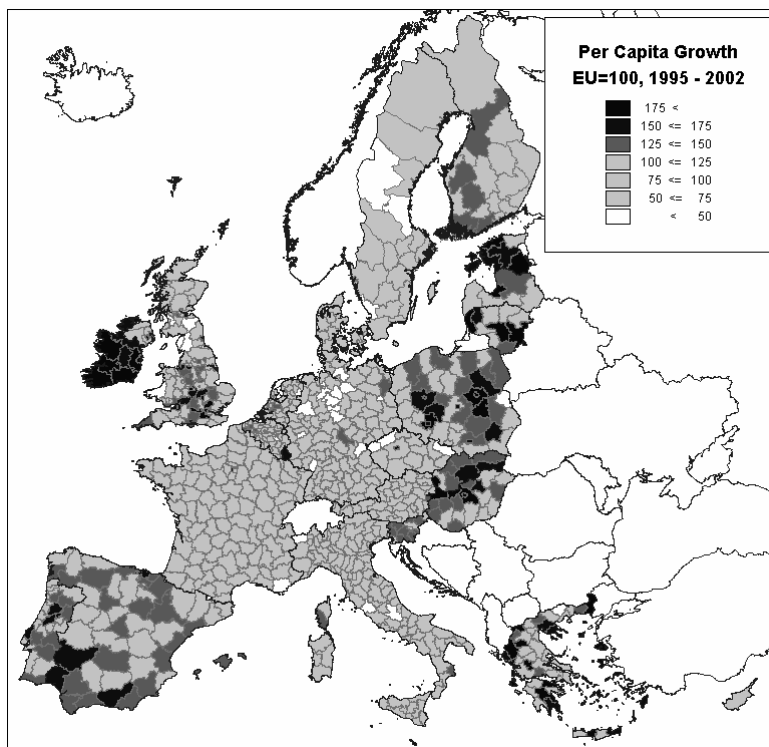 Per Capita Growth
EU=100, 1995 - 2002
175 <
150 <= 175
125 <= 150
100 <= 125
75 <= 100
50 <= 75
< 50